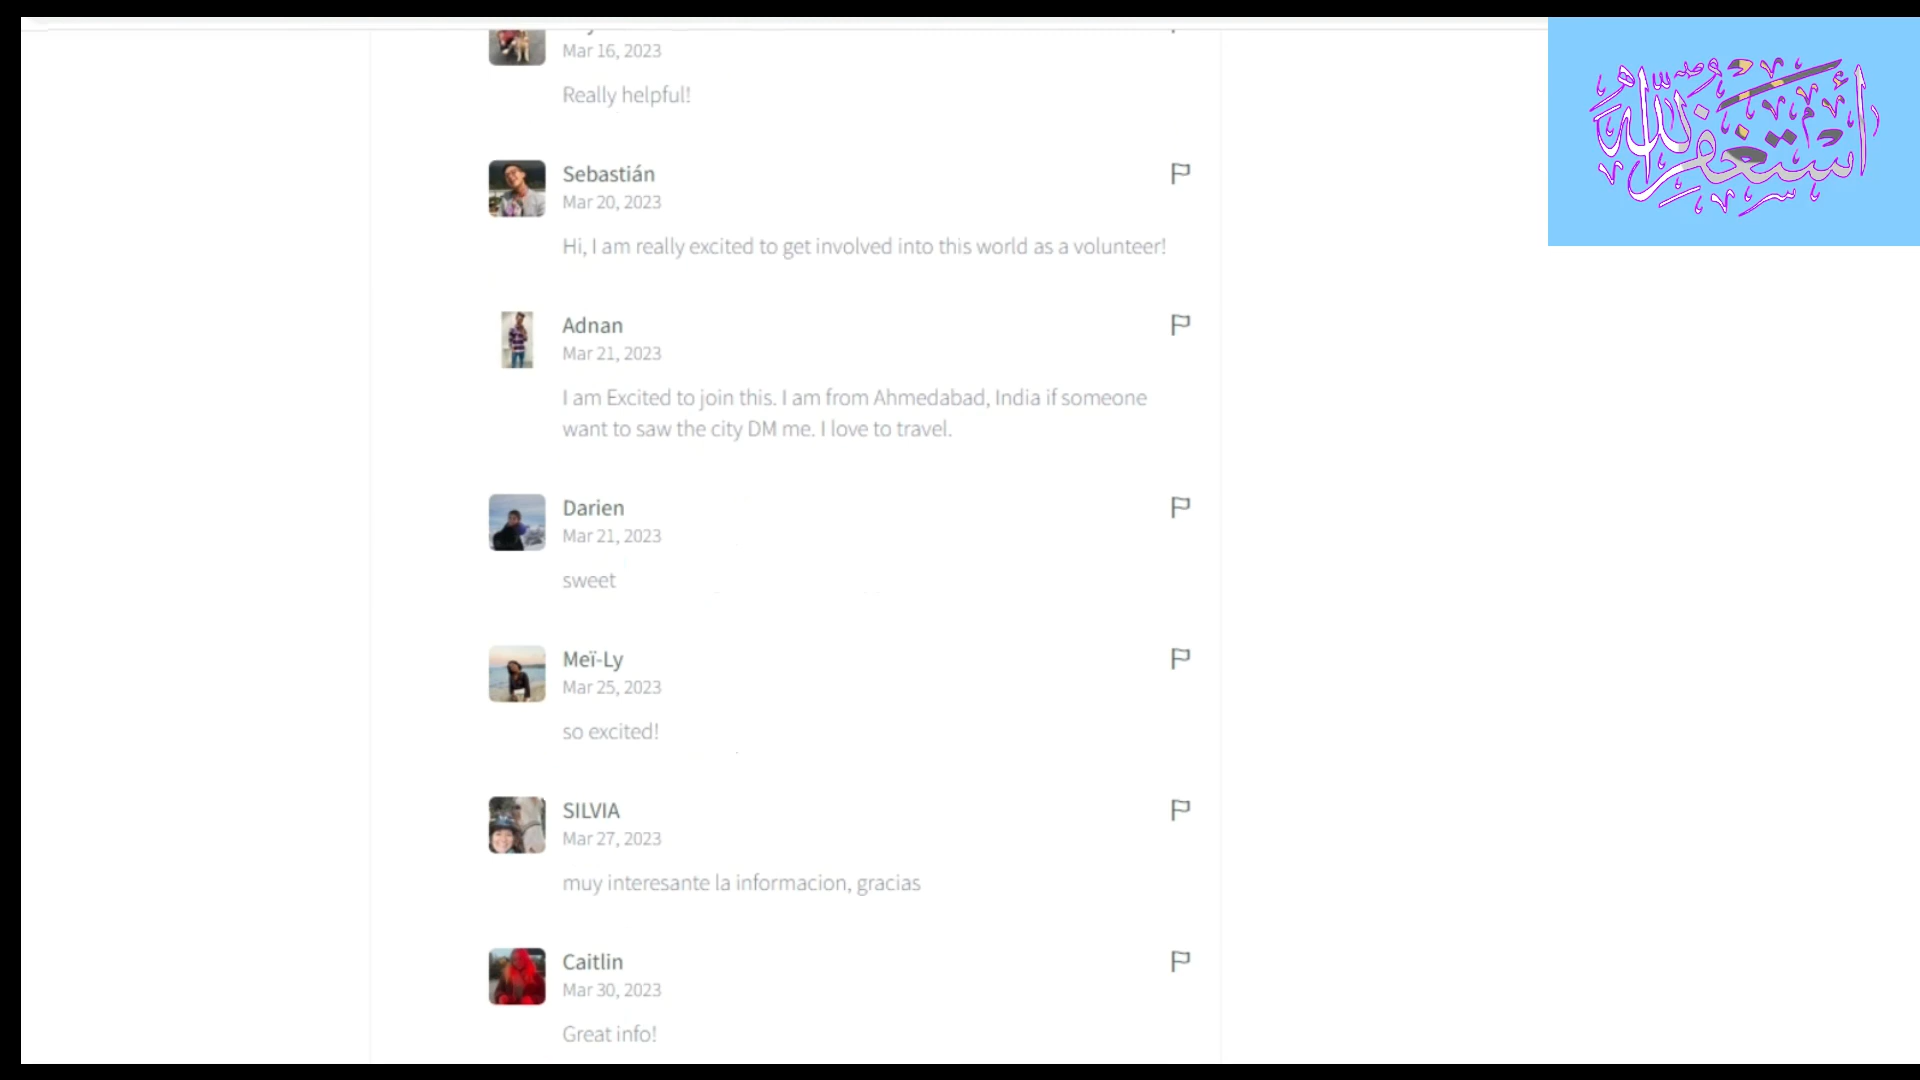 Mar 16, 2023
Really helpful!
Sebastián
Mar 20, 2023
Hi, I am really excited to get involved into this world as a volunteer!
Adnan
Mar 21, 2023
I am Excited to join this. I am from Ahmedabad, India if someone
want to saw the city DM me. I love to travel.
Darien
Mar 21, 2023
sweet
Meï-Ly
Mar 25, 2023
so excited!
SILVIA
Mar 27, 2023
muy interesante la informacion, gracias
Caitlin
Mar 30, 2023
Great info!
أستغفر الله